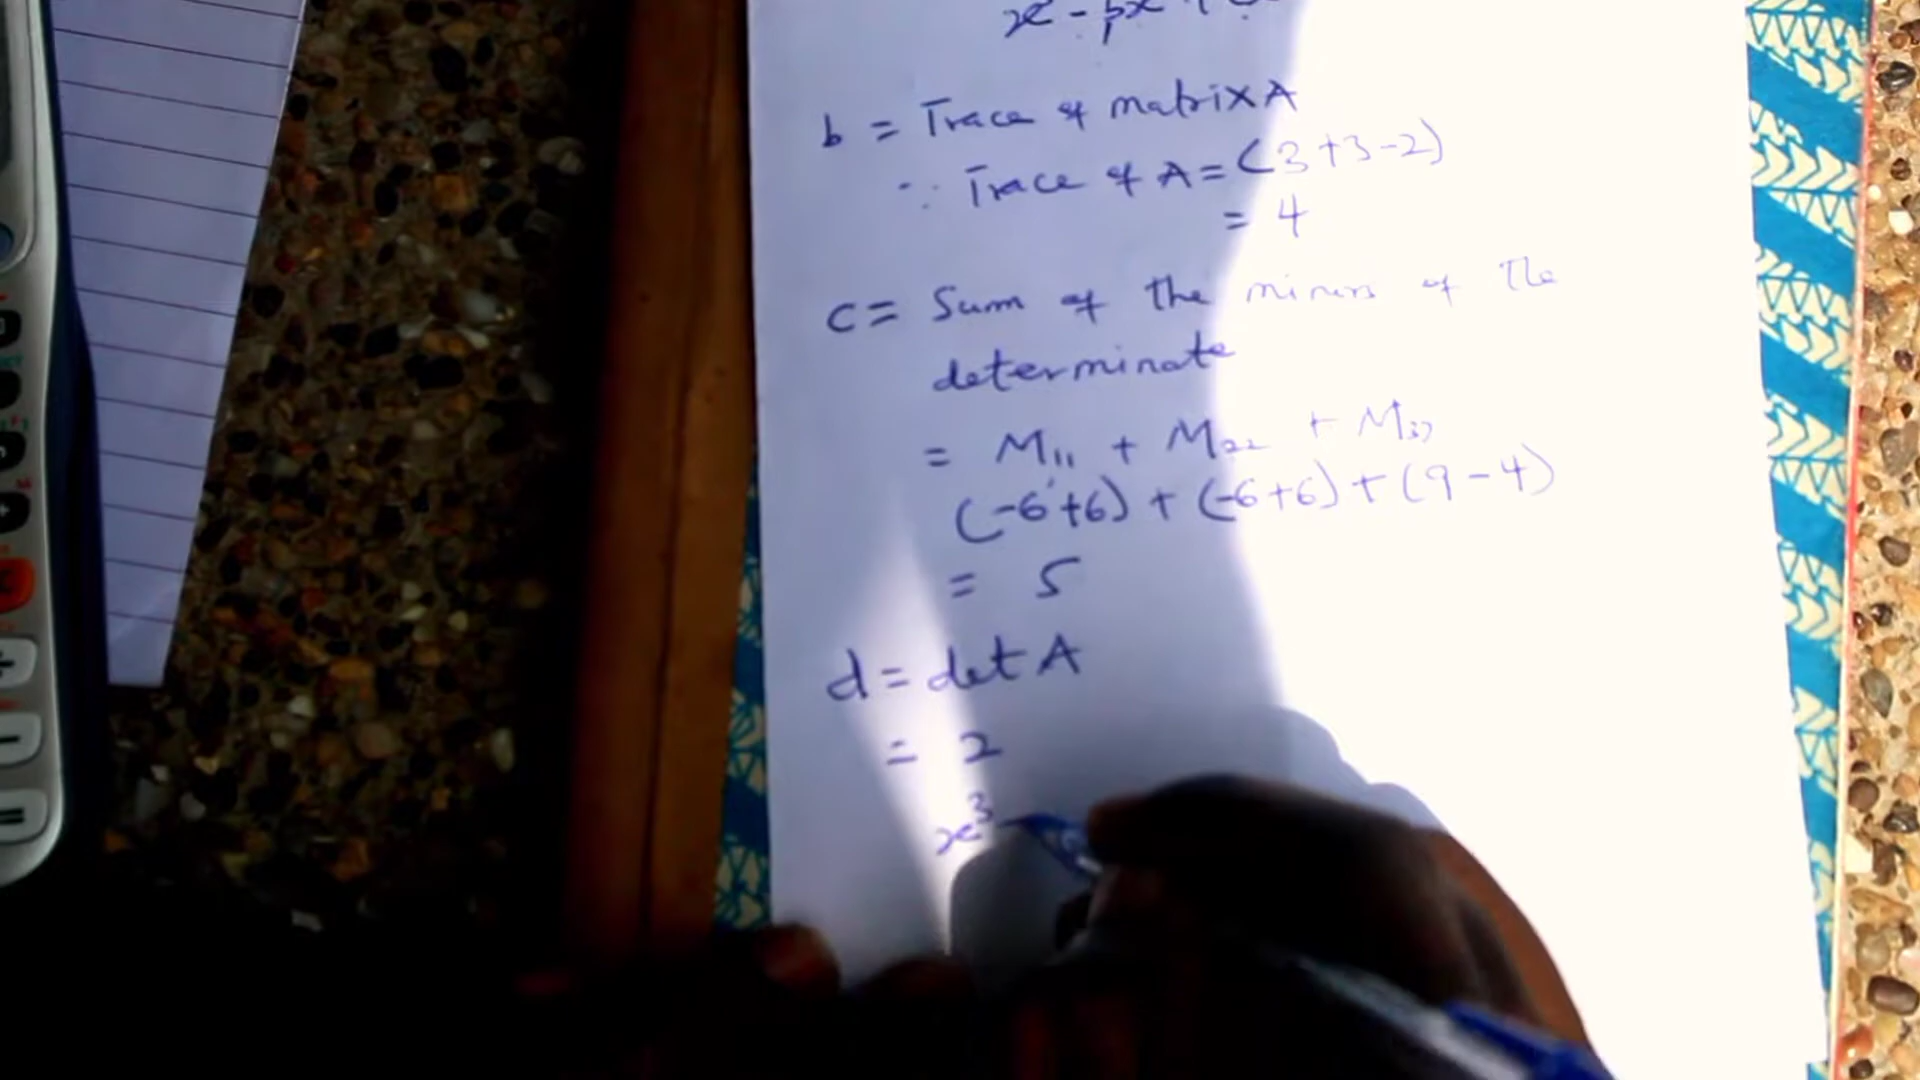 b = Trace of matrix A
∴ Trace of A = (3+3-2)
= 4
c = Sum of the minors of the
determinate
= M₁₁ + M₂₂ + M₃₃
(-6+6) + (-6+6) + (9-4)
= 5
d = det A
= 2
x³ -